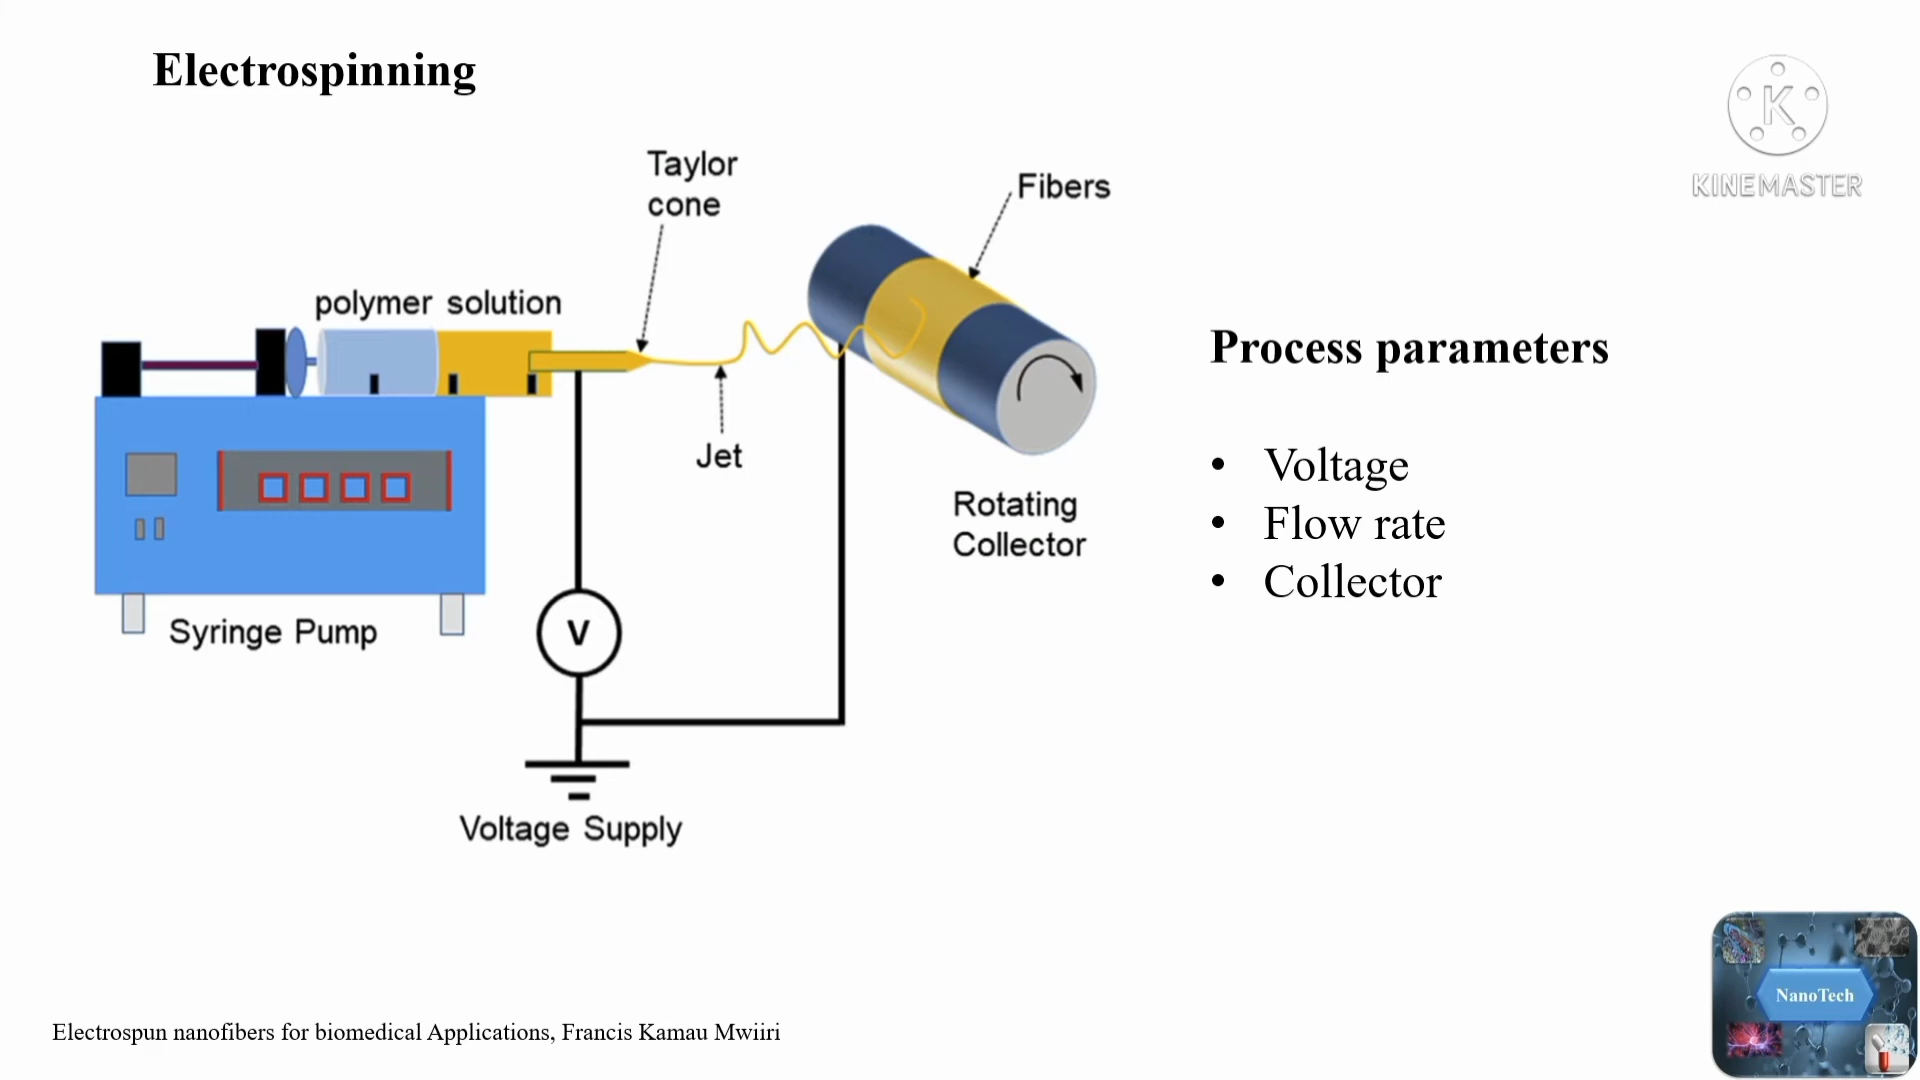 Electrospinning
K
KINEMASTER
Taylor
cone
Fibers
polymer solution
Process parameters
Jet
• Voltage
Rotating
Collector
• Flow rate
• Collector
V
Syringe Pump
Voltage Supply
NanoTech
Electrospun nanofibers for biomedical Applications, Francis Kamau Mwiiri